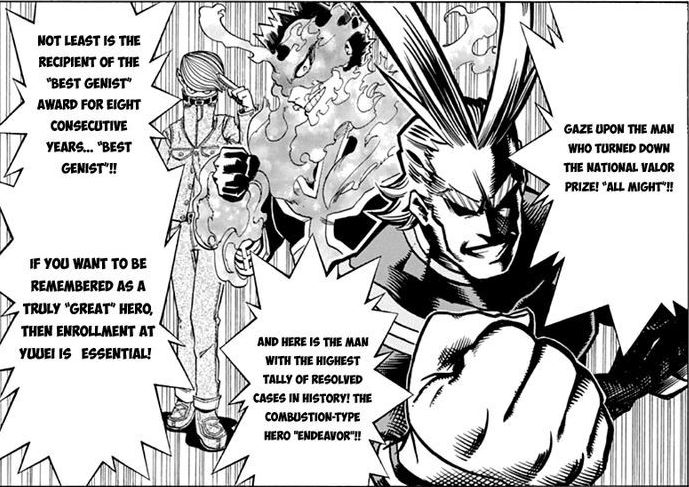 GAZE UPON THE MAN
WHO TURNED DOWN
THE NATIONAL VALOR
PRIZE! "ALL MIGHT"!!
AND HERE IS THE MAN
WITH THE HIGHEST
TALLY OF RESOLVED
CASES IN HISTORY! THE
COMBUSTION-TYPE
HERO "ENDEAVOR"!!
NOT LEAST IS THE
RECIPIENT OF THE
"BEST GENIST"
AWARD FOR EIGHT
CONSECUTIVE
YEARS... "BEST
GENIST"!!
IF YOU WANT TO BE
REMEMBERED AS A
TRULY "GREAT" HERO,
THEN ENROLLMENT AT
YUUEI IS ESSENTIAL!